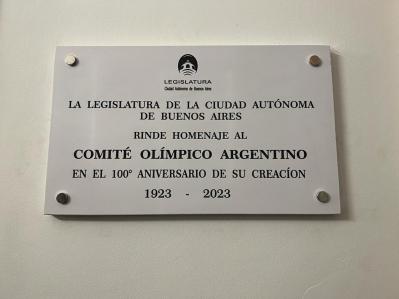 LEGISLATURA
Ciudad Autónoma de Buenos Aires
LA LEGISLATURA DE LA CIUDAD AUTÓNOMA
DE BUENOS AIRES
RINDE HOMENAJE AL
COMITÉ OLÍMPICO ARGENTINO
EN EL 100º ANIVERSARIO DE SU CREACÍON
1923 - 2023